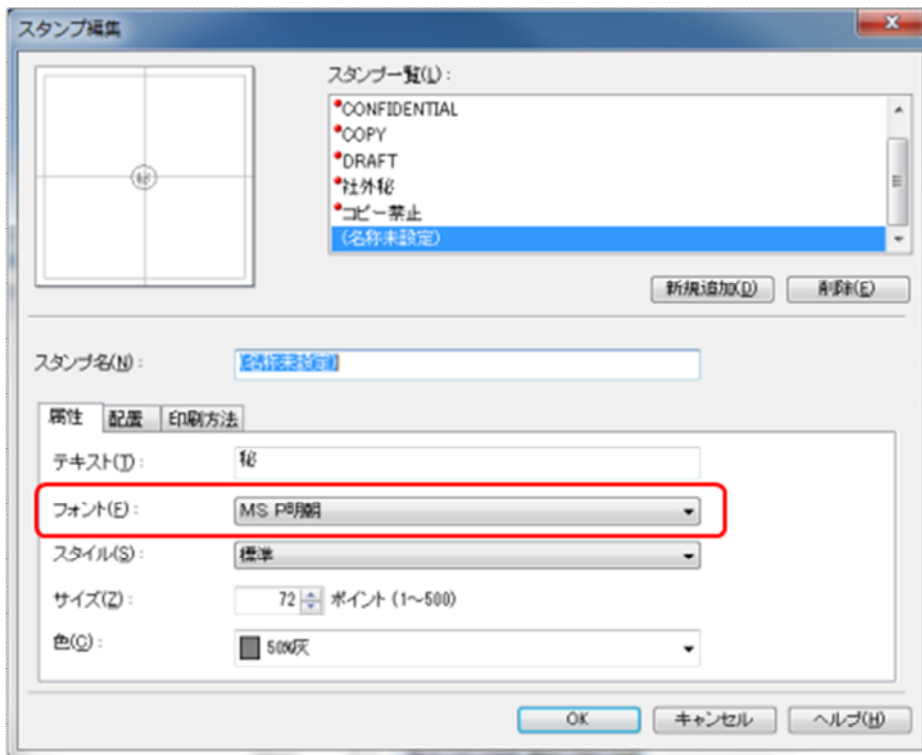 スタンプ編集
スタンプ一覧(L):
CONFIDENTIAL
COPY
DRAFT
社外秘
コピー禁止
(名称未設定)
秘
新規追加(D) 削除(E)
スタンプ名(N): (名称未設定)
属性 配置 印刷方法
テキスト(T): 秘
フォント(F): MS P明朝
スタイル(S): 標準
サイズ(Z): 72 ポイント (1~500)
色(C): 50%灰
OK キャンセル ヘルプ(H)